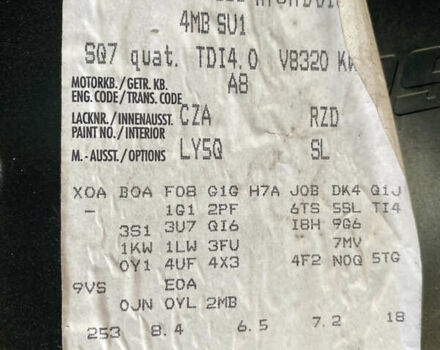 4MB SU1
SQ7 quat. TDI4.0 V8320 KW
MOTORKB./GETR. KB. A8
ENG. CODE/TRANS. CODE
LACKNR./INNENAUSST. CZA RZD
PAINT NO./INTERIOR
M.-AUSST./OPTIONS LY5Q SL
X0A B0A F08 G1G H7A J0B DK4 Q1J
- 1G1 2PF 6TS 5SL TI4
3S1 3U7 QI6 I8H 9G6
1KW 1LW 3FU 7MV
0Y1 4UF 4X3 4F2 N0Q 5TG
9VS E0A
0JN 0YL 2MB
253 8.4 6.5 7.2 18